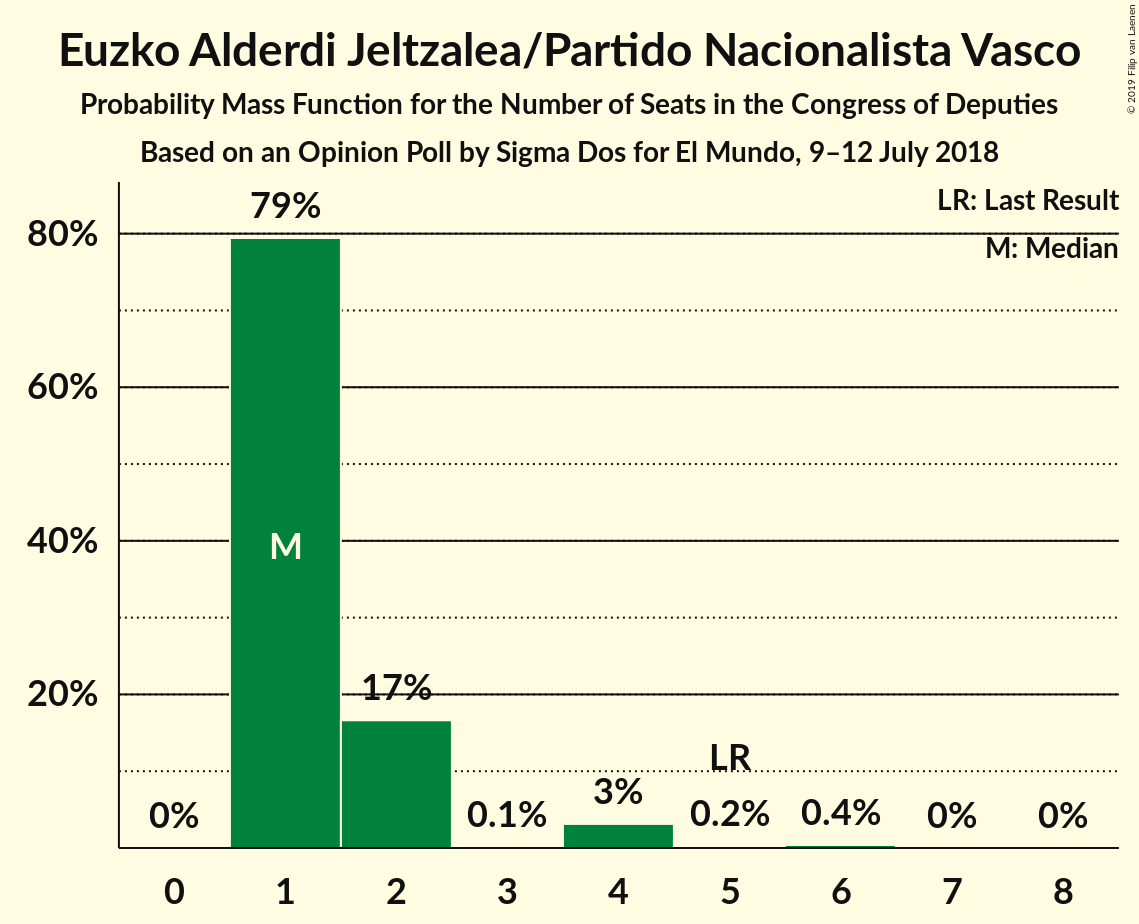 Euzko Alderdi Jeltzalea/Partido Nacionalista Vasco
Probability Mass Function for the Number of Seats in the Congress of Deputies
Based on an Opinion Poll by Sigma Dos for El Mundo, 9–12 July 2018
© 2019 Filip van Laenen
LR: Last Result
M: Median
80%
60%
40%
20%
0%
79%
M
17%
0.1%
3%
LR
0.2%
0.4%
0%
0%
0 1 2 3 4 5 6 7 8